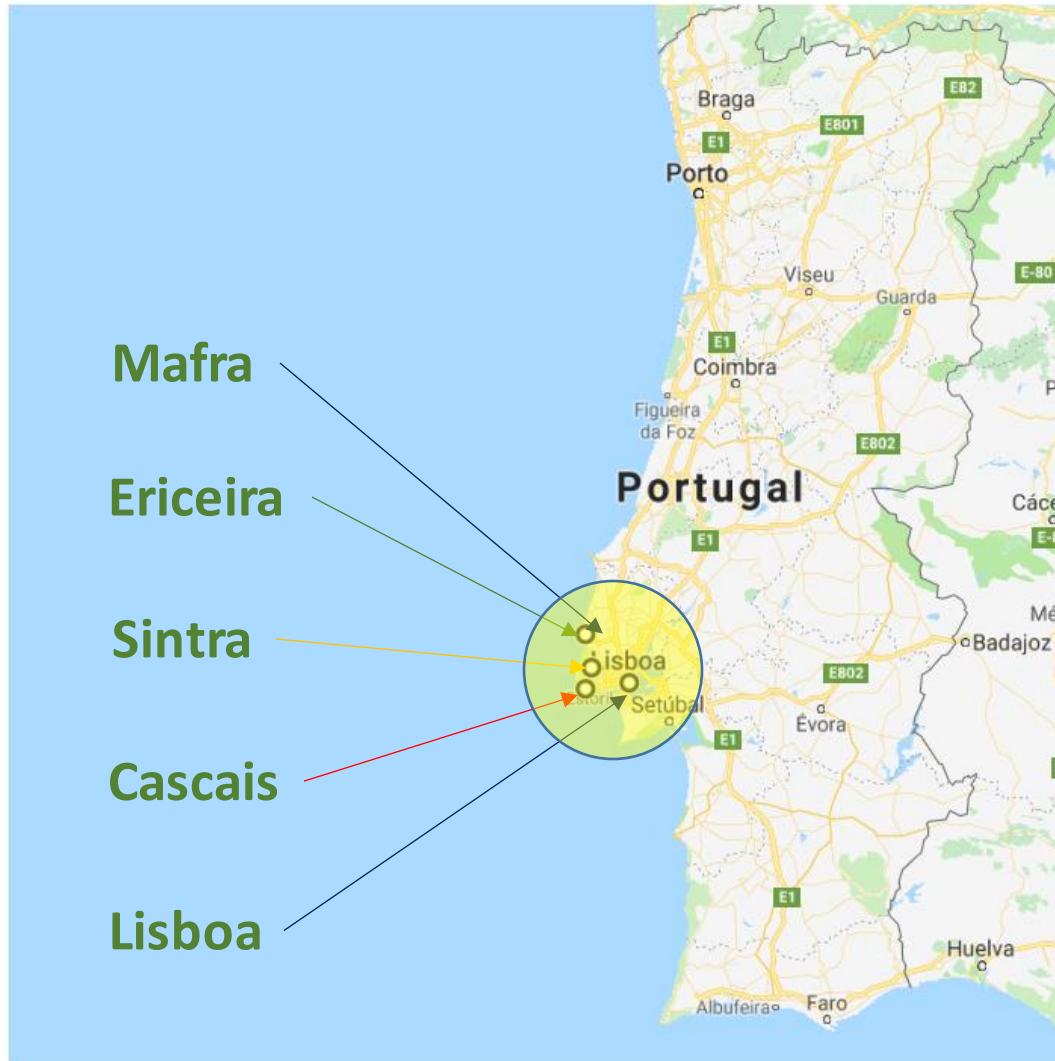 Braga
E82
E801
E1
Porto
Viseu
E-80
Guarda
Mafra
E1
Coimbra
Figueira
da Foz
E802
Ericeira
Portugal
Các
E1
Sintra
Lisboa
Badajoz
E802
Estoril
Setúbal
Évora
E1
Cascais
E1
Lisboa
Huelva
Albufeira
Faro